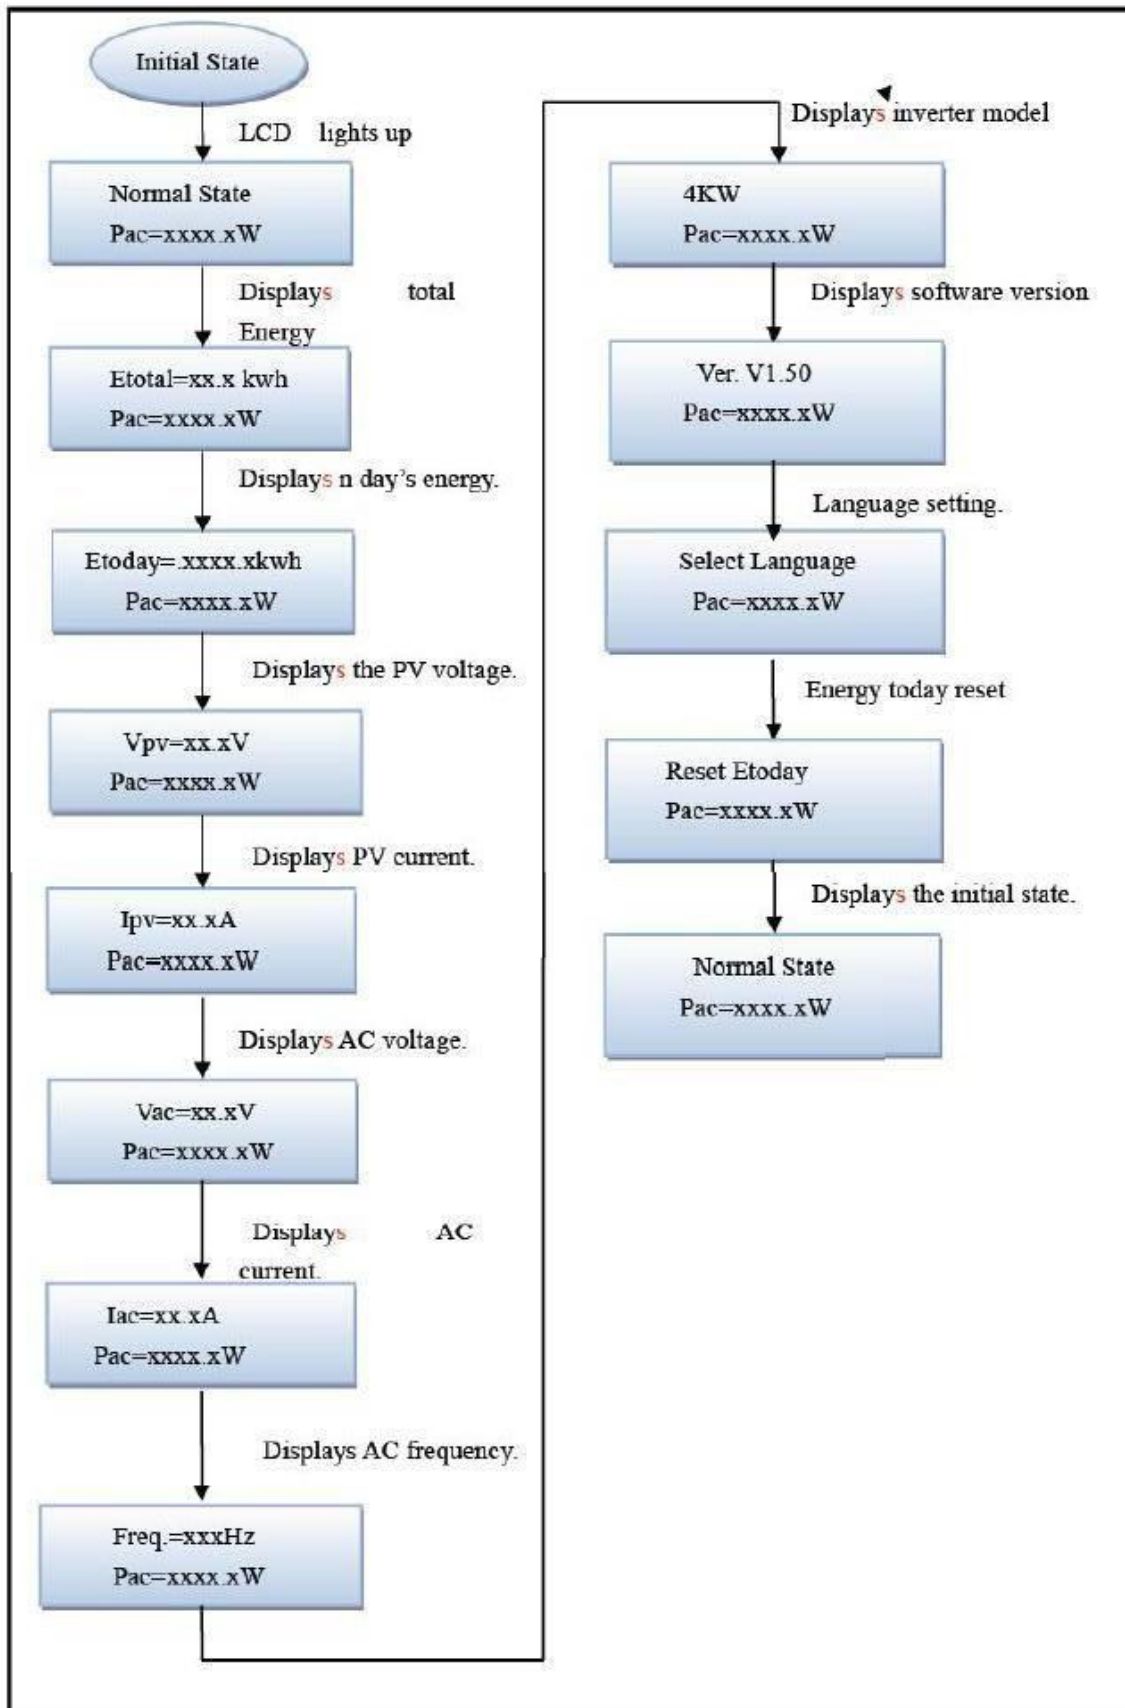 Initial State
LCD lights up
Normal State
Pac=xxxx.xW
Displays total
Energy
Etotal=xx.x kwh
Pac=xxxx.xW
Displays n day’s energy.
Etoday=.xxxx.xkwh
Pac=xxxx.xW
Displays the PV voltage.
Vpv=xx.xV
Pac=xxxx.xW
Displays PV current.
Ipv=xx.xA
Pac=xxxx.xW
Displays AC voltage.
Vac=xx.xV
Pac=xxxx.xW
Displays AC
current.
Iac=xx.xA
Pac=xxxx.xW
Displays AC frequency.
Freq.=xxxHz
Pac=xxxx.xW
Displays inverter model
4KW
Pac=xxxx.xW
Displays software version
Ver. V1.50
Pac=xxxx.xW
Language setting.
Select Language
Pac=xxxx.xW
Energy today reset
Reset Etoday
Pac=xxxx.xW
Displays the initial state.
Normal State
Pac=xxxx.xW